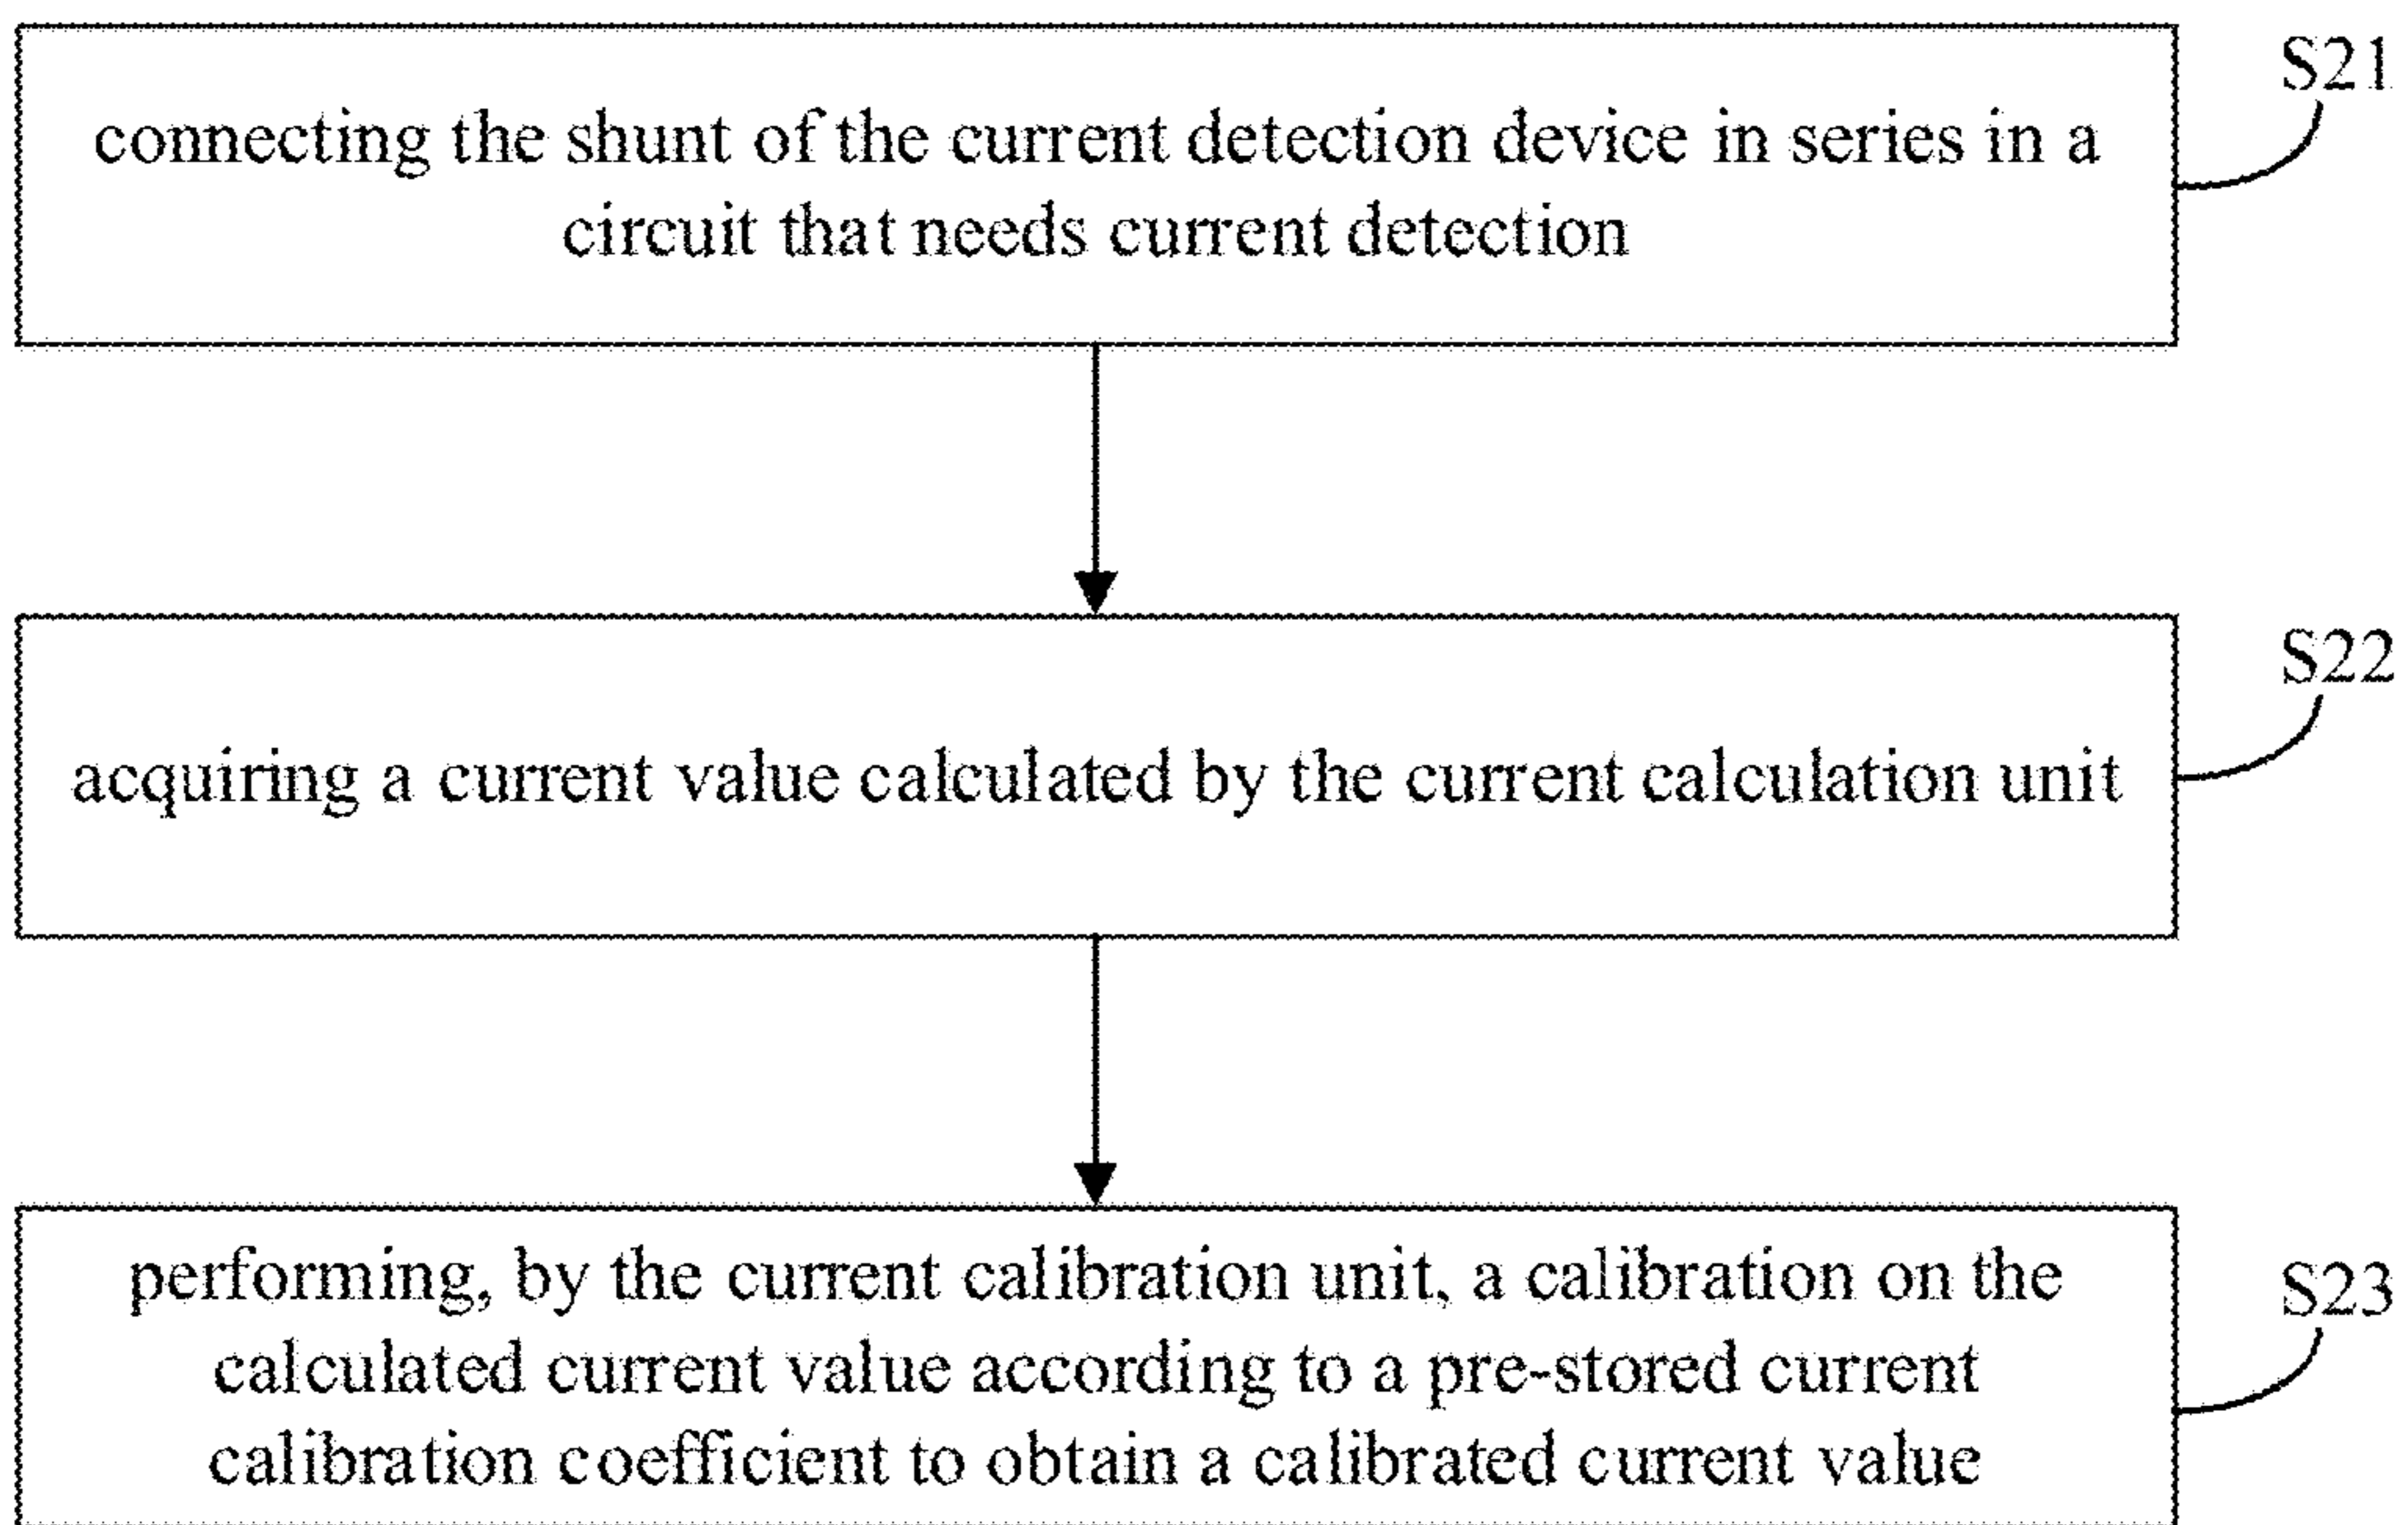 S21
connecting the shunt of the current detection device in series in a
circuit that needs current detection
S22
acquiring a current value calculated by the current calculation unit
performing, by the current calibration unit, a calibration on the
S23
calculated current value according to a pre-stored current
calibration coefficient to obtain a calibrated current value